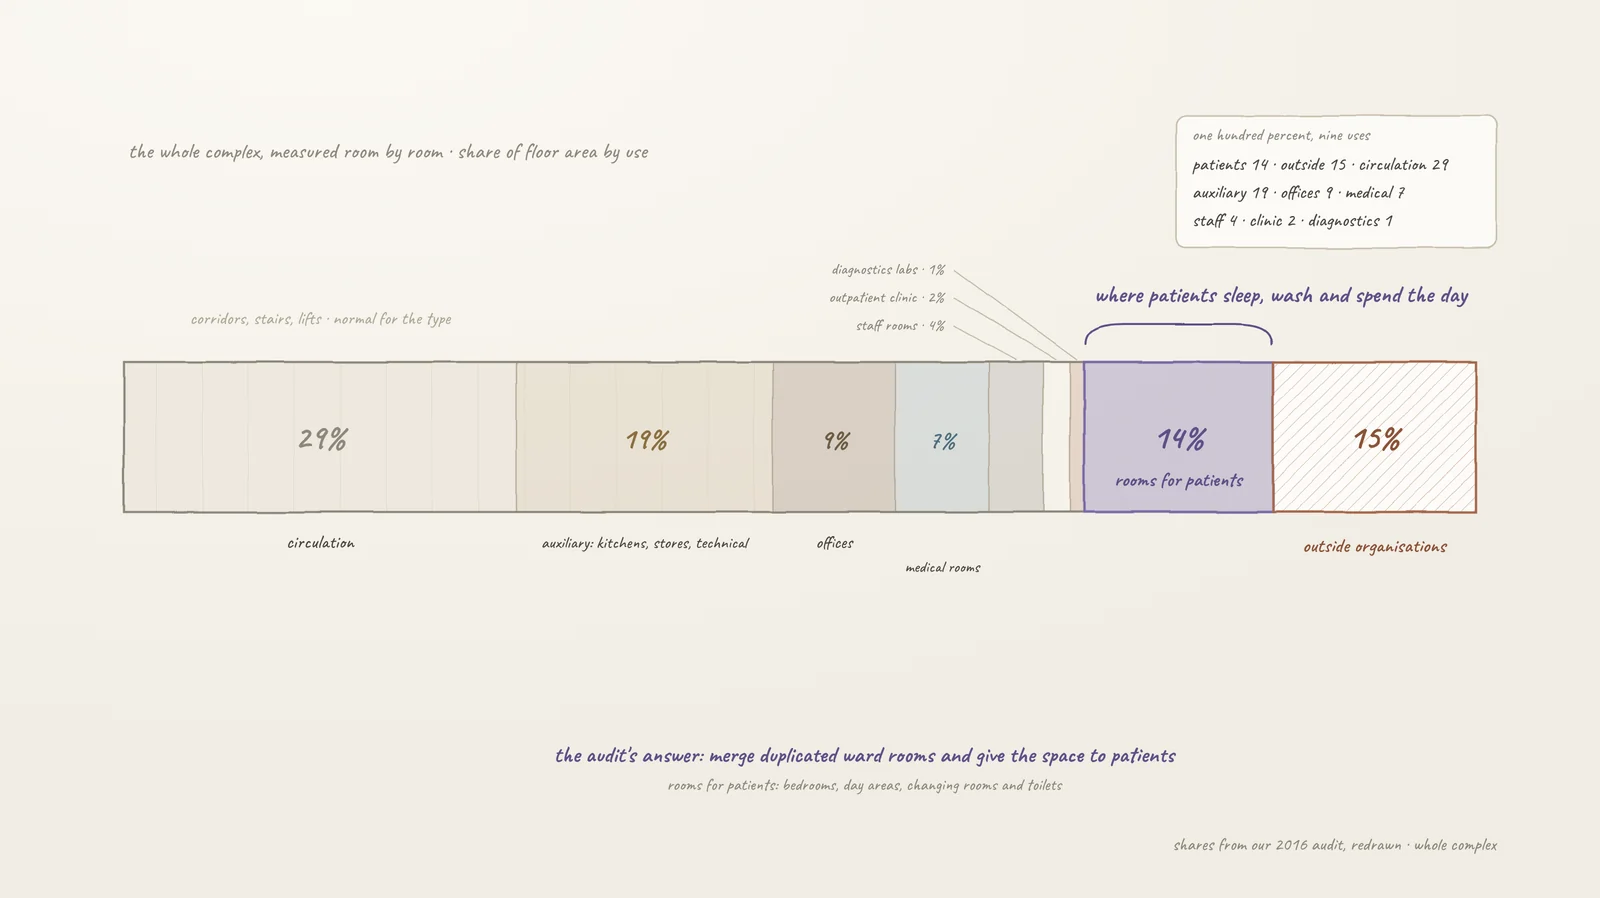 the whole complex, measured room by room · share of floor area by use
one hundred percent, nine uses
patients 14 · outside 15 · circulation 29
auxiliary 19 · offices 9 · medical 7
staff 4 · clinic 2 · diagnostics 1
diagnostics labs · 1%
outpatient clinic · 2%
staff rooms · 4%
where patients sleep, wash and spend the day
corridors, stairs, lifts · normal for the type
29%
19%
9%
7%
14%
rooms for patients
15%
circulation
auxiliary: kitchens, stores, technical
offices
medical rooms
outside organisations
the audit's answer: merge duplicated ward rooms and give the space to patients
rooms for patients: bedrooms, day areas, changing rooms and toilets
shares from our 2016 audit, redrawn · whole complex